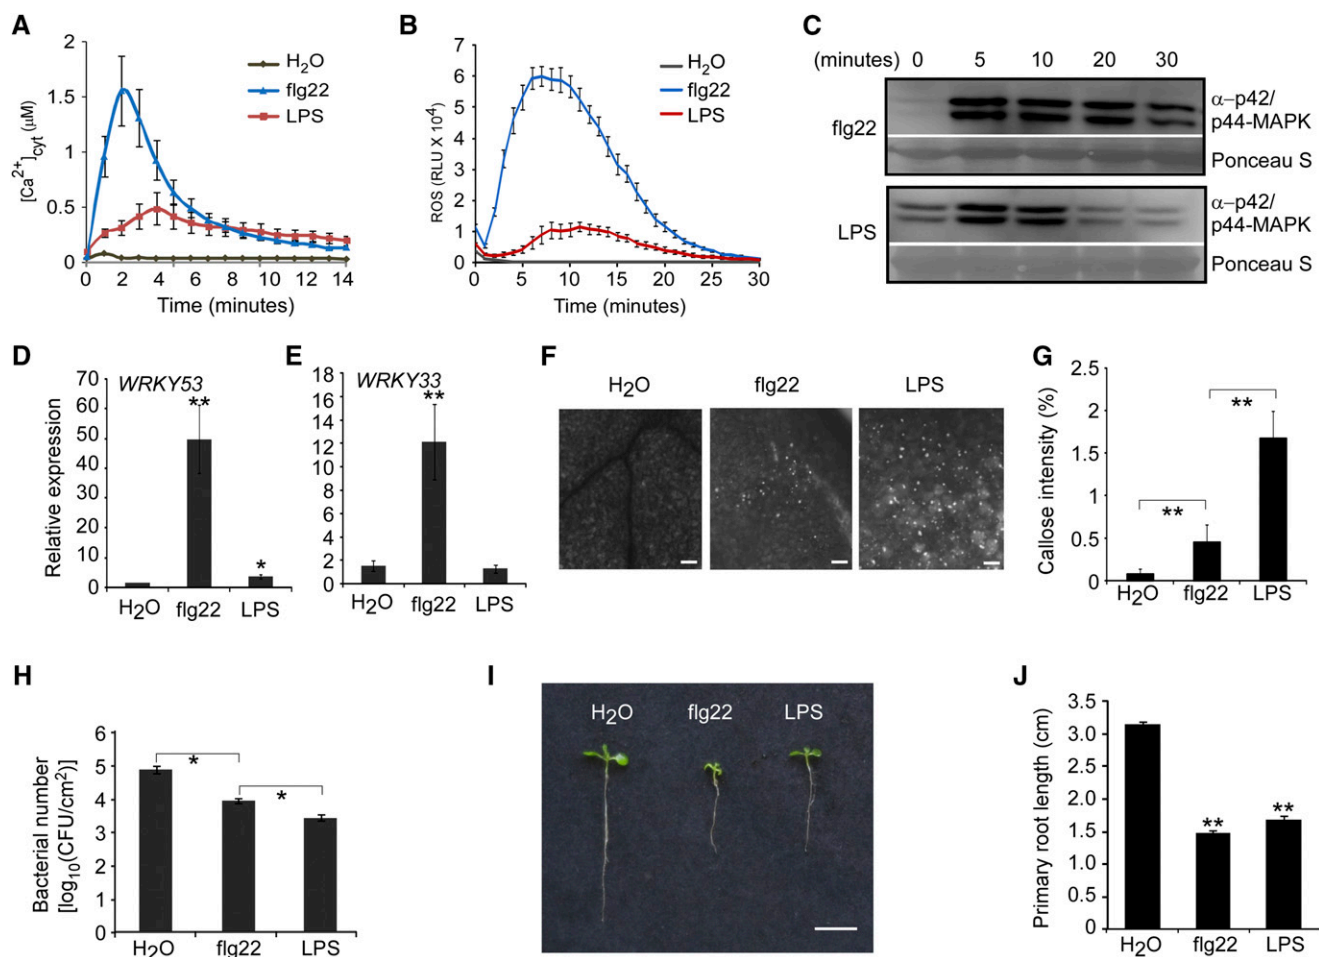 A
2
1.5
1
0.5
0
0 2 4 6 8 10 12 14
[Ca2+]cyt (µM)
Time (minutes)
H2O
flg22
LPS
B
7
6
5
4
3
2
1
0
0 5 10 15 20 25 30
ROS (RLU X 10⁴)
Time (minutes)
H2O
flg22
LPS
C
(minutes) 0 5 10 20 30
flg22
α–p42/
p44-MAPK
Ponceau S
LPS
α–p42/
p44-MAPK
Ponceau S
D
WRKY53
70
60
50
40
30
20
10
0
Relative expression
**
*
H2O flg22 LPS
E
WRKY33
18
16
14
12
10
8
6
4
2
0
**
H2O flg22 LPS
F
H2O flg22 LPS
G
2.5
2
1.5
1
0.5
0
Callose intensity (%)
**
**
H2O flg22 LPS
H
6
5
4
3
2
1
0
Bacterial number
[log10(CFU/cm2)]
*
*
H2O flg22 LPS
I
H2O flg22 LPS
J
3.5
3.0
2.5
2.0
1.5
1.0
0.5
0
Primary root length (cm)
**
**
H2O flg22 LPS